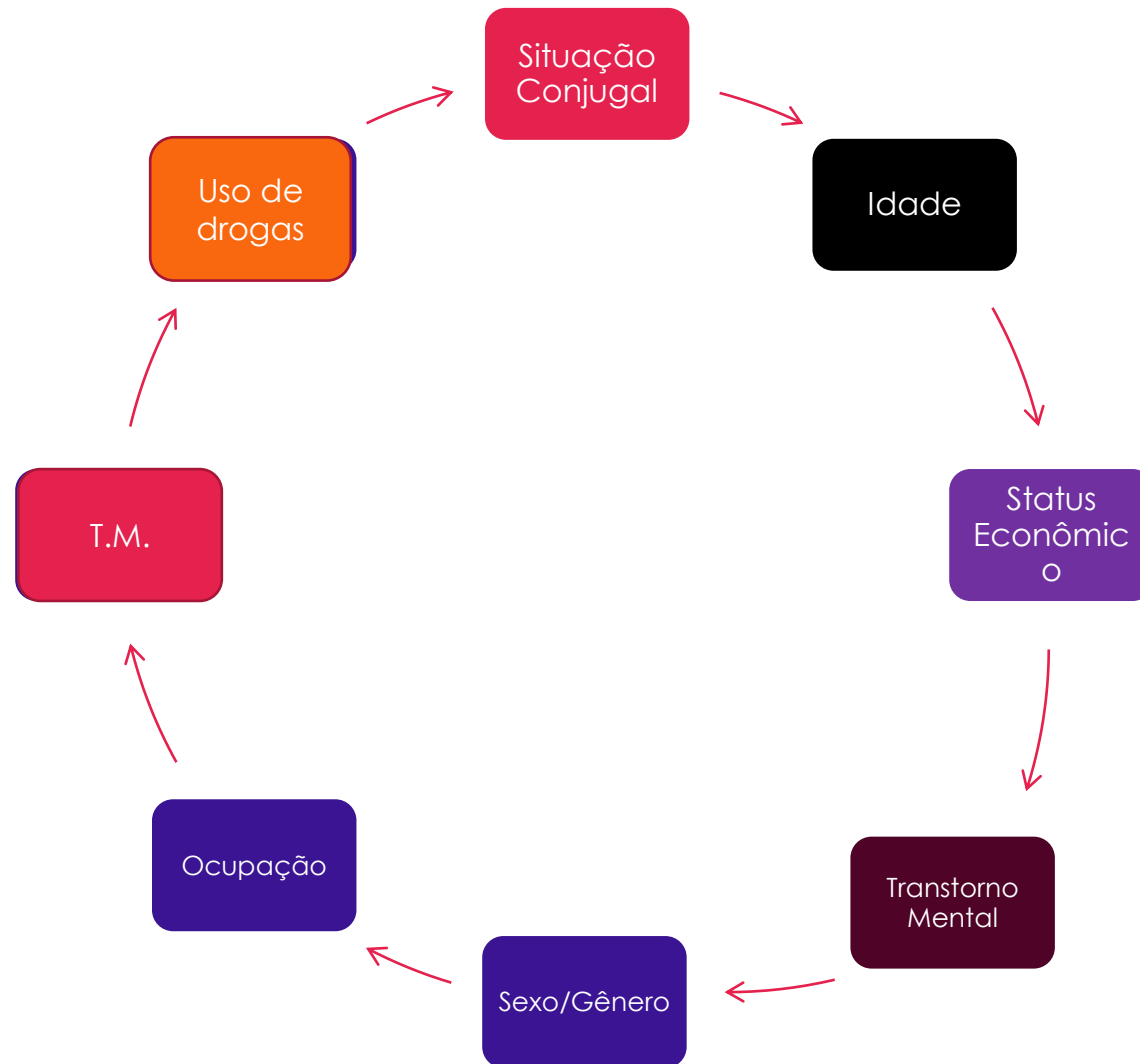 Situação
Conjugal
Idade
Status
Econômic
o
Transtorno
Mental
Sexo/Gênero
Ocupação
T.M.
Uso de
drogas